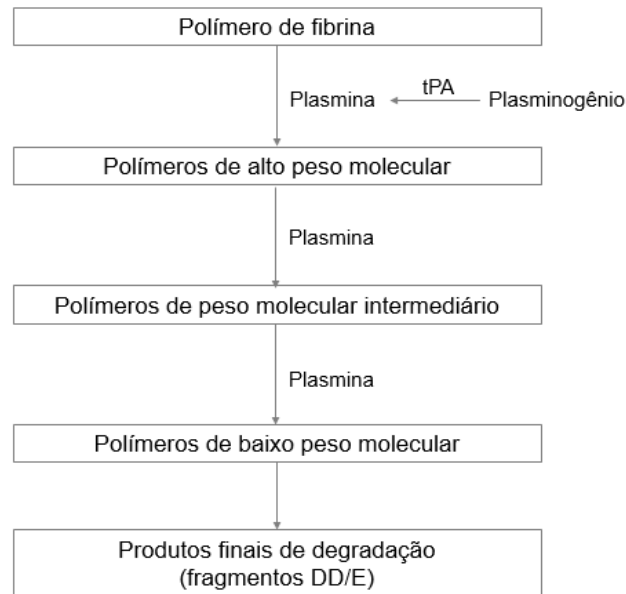 Polímero de fibrina
tPA
Plasmina
Plasminogênio
Polímeros de alto peso molecular
Plasmina
Polímeros de peso molecular intermediário
Plasmina
Polímeros de baixo peso molecular
Produtos finais de degradação
(fragmentos DD/E)